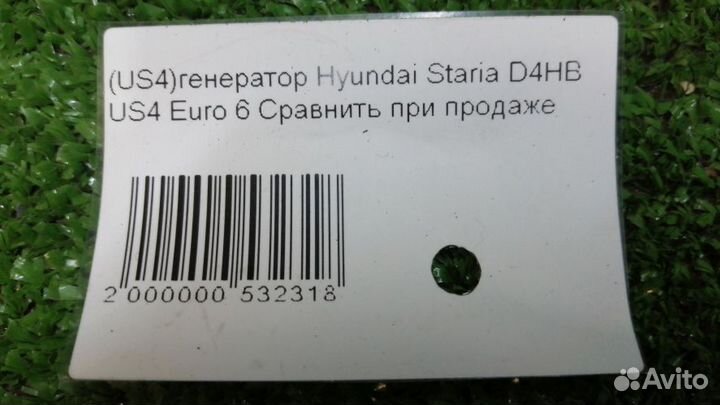 (US4)генератор Hyundai Staria D4HB
US4 Euro 6 Сравнить при продаже
2 000000 532318
Avito